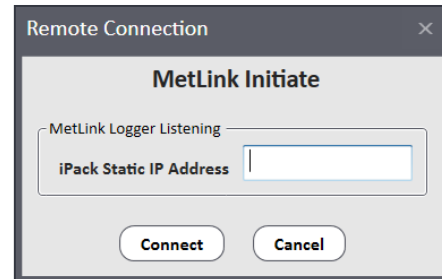 Remote Connection
MetLink Initiate
MetLink Logger Listening
iPack Static IP Address
Connect Cancel